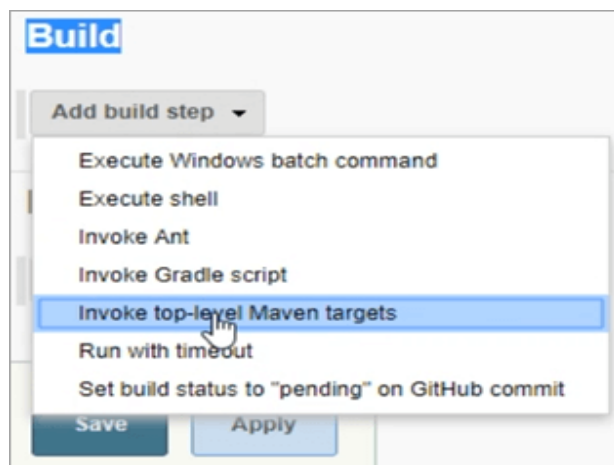 Build
Add build step
Execute Windows batch command
Execute shell
Invoke Ant
Invoke Gradle script
Invoke top-level Maven targets
Run with timeout
Set build status to "pending" on GitHub commit
Save
Apply